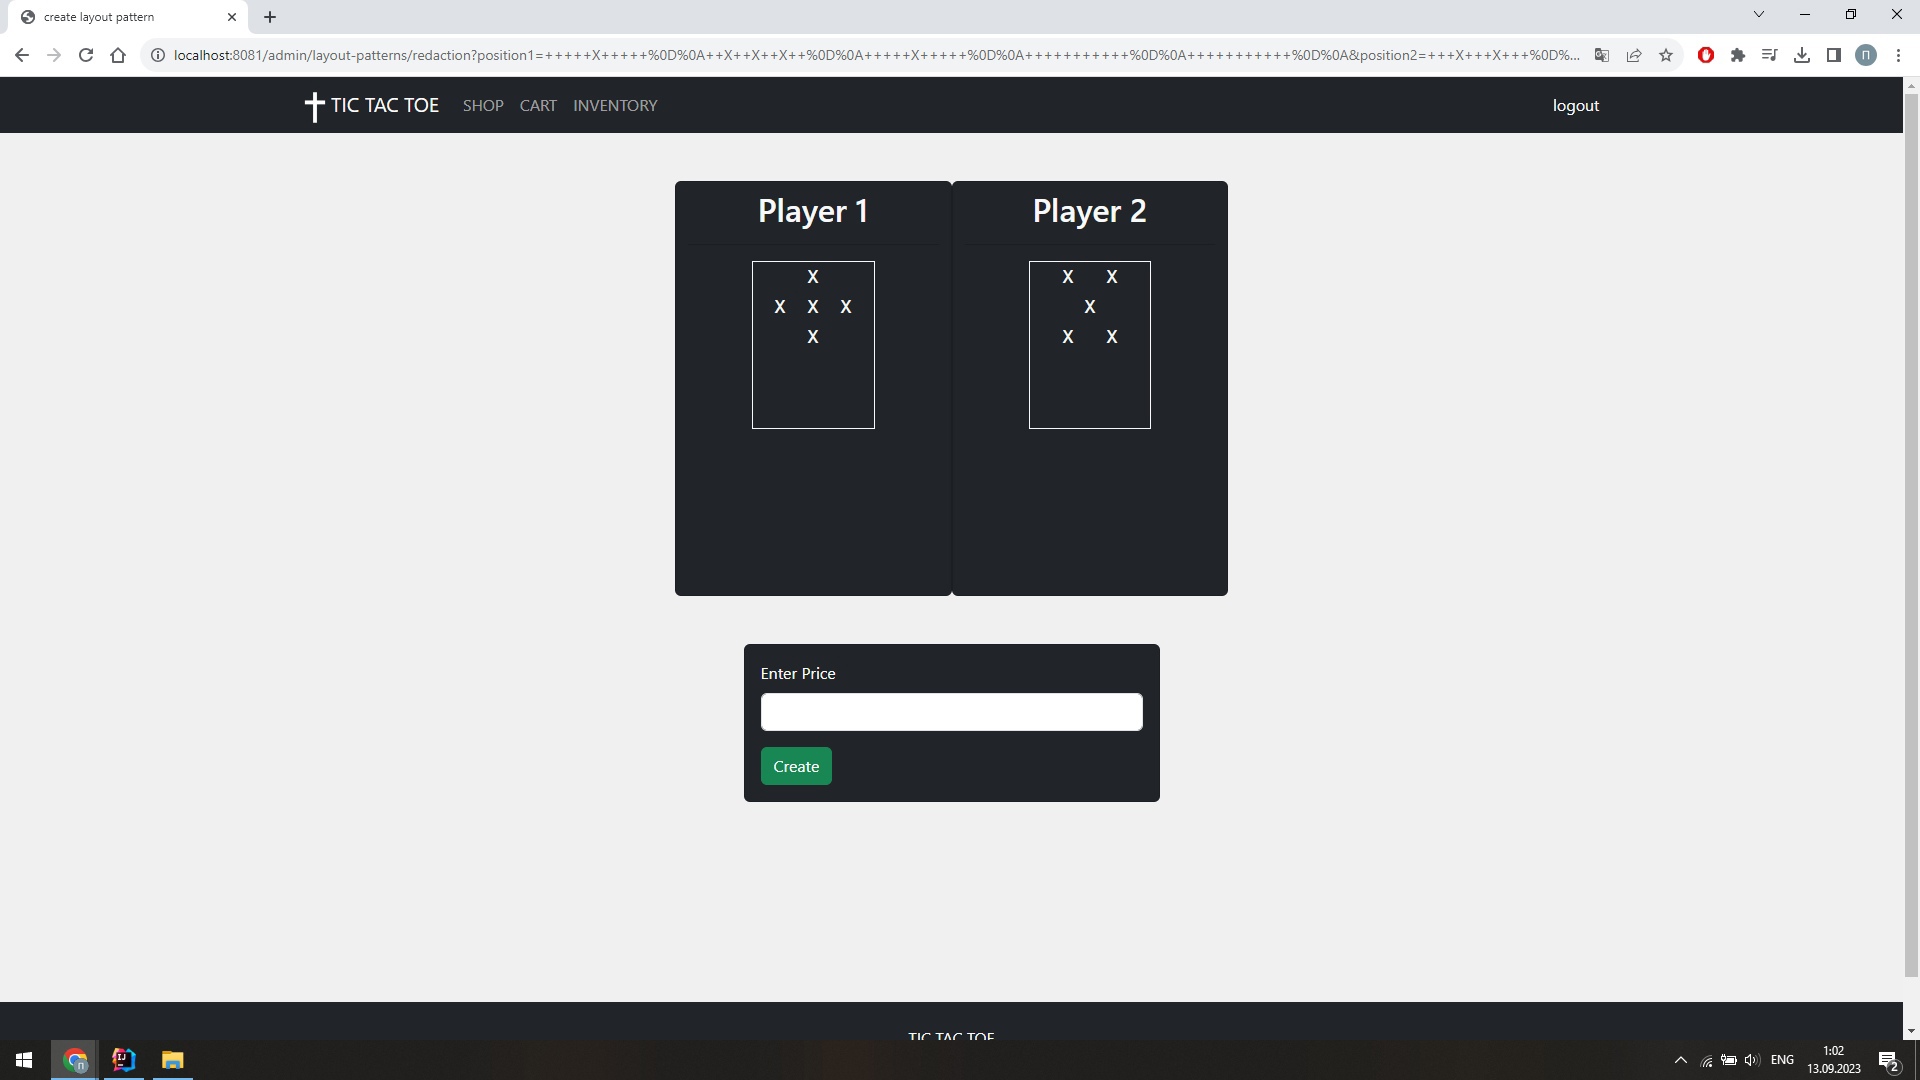 create layout pattern
localhost:8081/admin/layout-patterns/redaction?position1=+++++X+++++%0D%0A++X++X++X++%0D%0A+++++X+++++%0D%0A+++++++++++%0D%0A+++++++++++%0D%0A&position2=+++X+++X+++%0D%...
П
TIC TAC TOE SHOP CART INVENTORY logout
Player 1 Player 2
X X X
X X X X
X X X
Enter Price
Create
TIC TAC TOE
ENG
1:02
13.09.2023
2